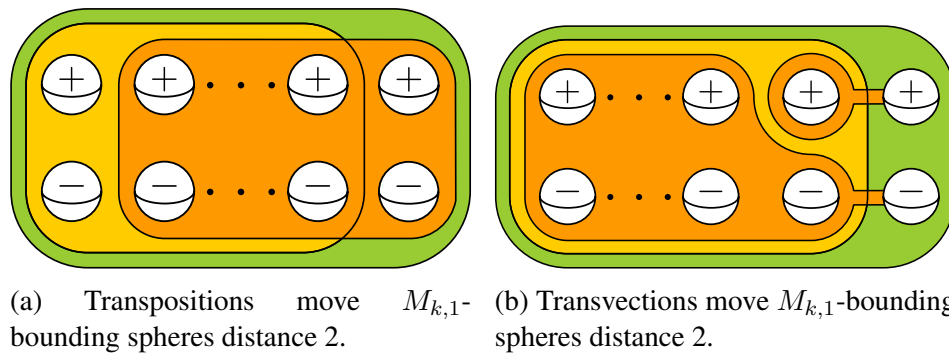 + + · · · + +
− − · · · − −
+ · · · + + +
− · · · − − −
(a) Transpositions move $M_{k,1}$-
bounding spheres distance 2.
(b) Transvections move $M_{k,1}$-bounding
spheres distance 2.